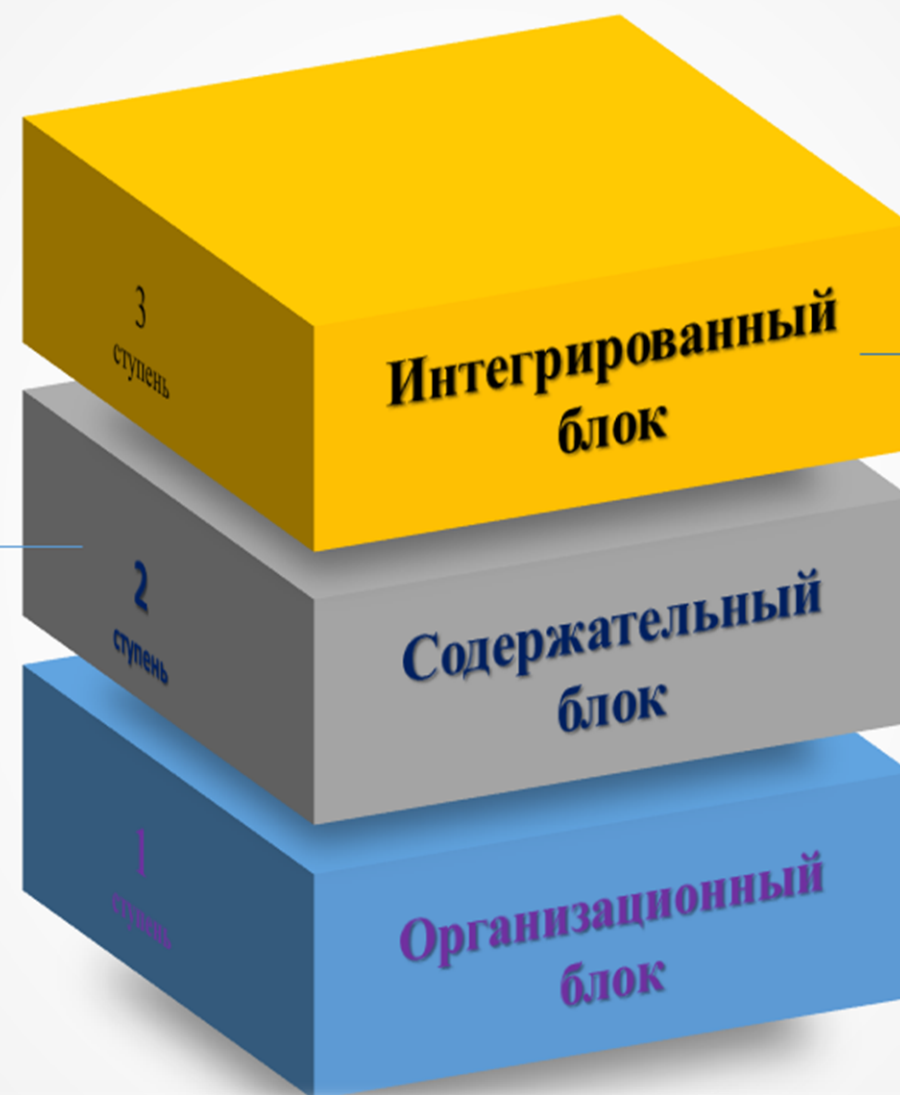 3
ступень
Интегрированный
блок
2
ступень
Содержательный
блок
1
ступень
Организационный
блок